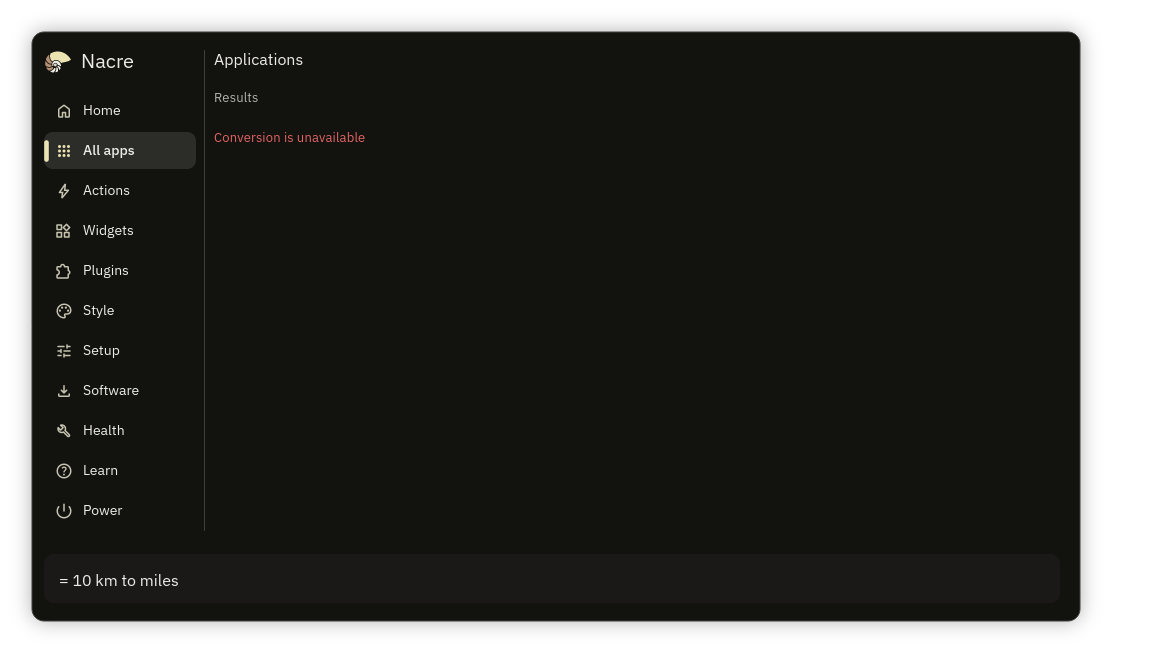 Nacre
Home
All apps
Actions
Widgets
Plugins
Style
Setup
Software
Health
Learn
Power
Applications
Results
Conversion is unavailable
= 10 km to miles